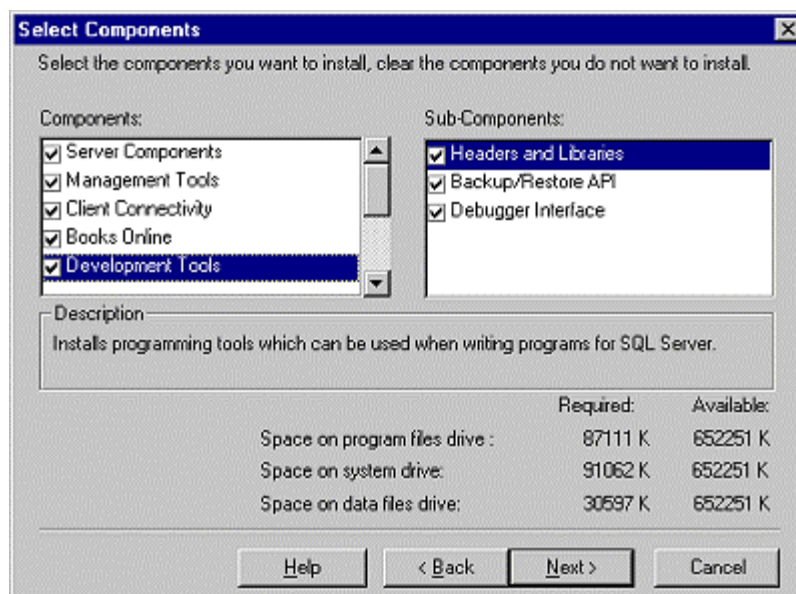 Select Components
Select the components you want to install, clear the components you do not want to install.
Components:
Server Components
Management Tools
Client Connectivity
Books Online
Development Tools
Sub-Components:
Headers and Libraries
Backup/Restore API
Debugger Interface
Description
Installs programming tools which can be used when writing programs for SQL Server.
Required: Available:
Space on program files drive : 87111 K 652251 K
Space on system drive: 91062 K 652251 K
Space on data files drive: 30597 K 652251 K
Help < Back Next > Cancel